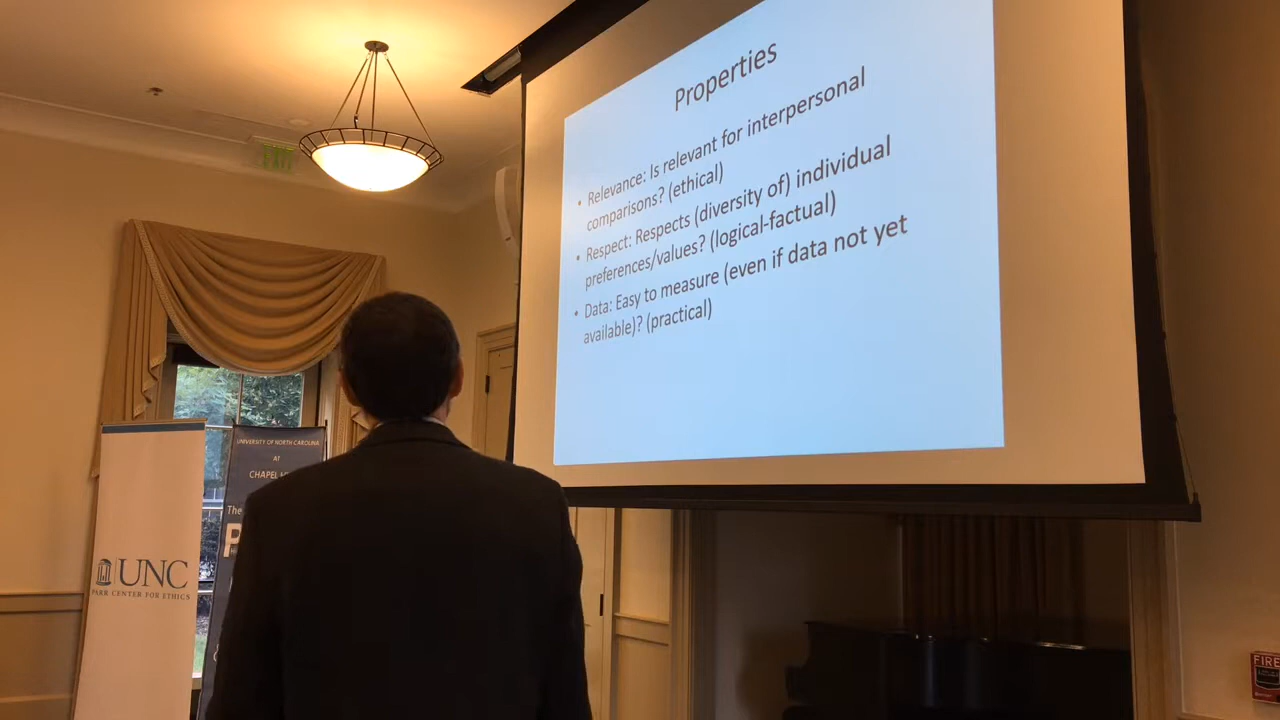 Properties
• Relevance: Is relevant for interpersonal
comparisons? (ethical)
• Respect: Respects (diversity of) individual
preferences/values? (logical-factual)
• Data: Easy to measure (even if data not yet
available)? (practical)
EXIT
UNIVERSITY OF NORTH CAROLINA
AT
CHAPEL
The
P
UNC
PARR CENTER FOR ETHICS
FIRE